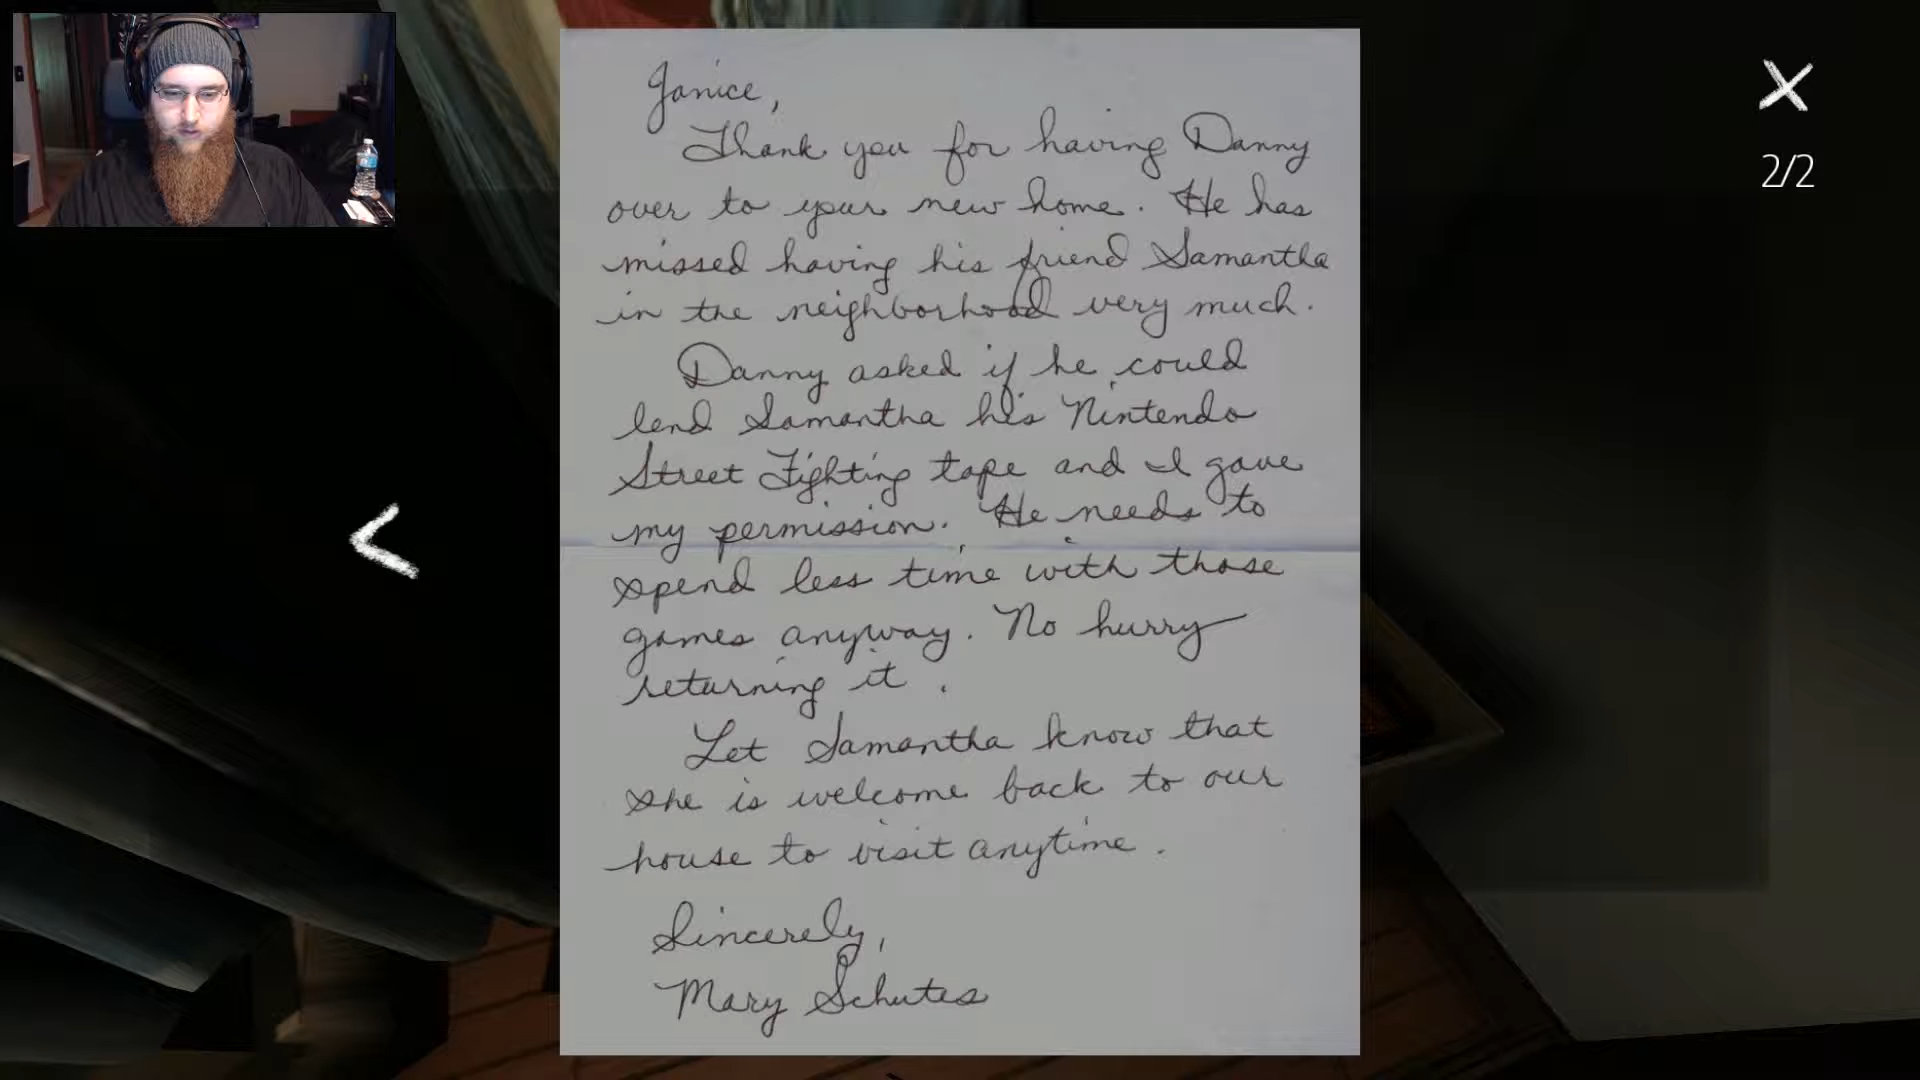 Janice,
Thank you for having Danny
over to your new home. He has
missed having his friend Samantha
in the neighborhood very much.
Danny asked if he could
lend Samantha his Nintendo
Street Fighting tape and I gave
my permission. He needs to
spend less time with those
games anyway. No hurry
returning it.
Let Samantha know that
she is welcome back to our
house to visit anytime.
Sincerely,
Mary Schutes
2/2